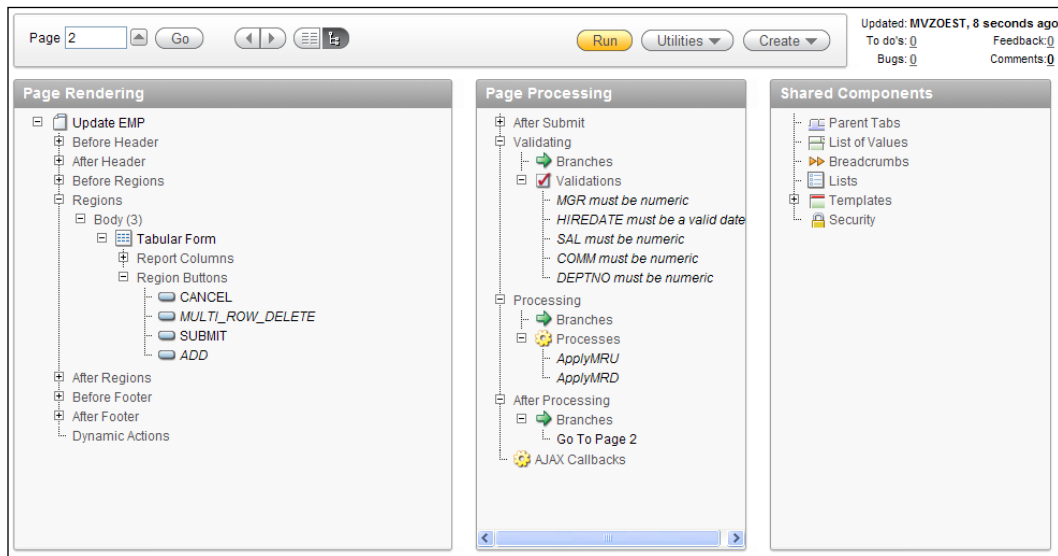 Page 2 Go Run Utilities Create
Updated: MVZOEST, 8 seconds ago
To do's: 0 Feedback:0
Bugs: 0 Comments:0
Page Rendering
Update EMP
Before Header
After Header
Before Regions
Regions
Body (3)
Tabular Form
Report Columns
Region Buttons
CANCEL
MULTI_ROW_DELETE
SUBMIT
ADD
After Regions
Before Footer
After Footer
Dynamic Actions
Page Processing
After Submit
Validating
Branches
Validations
MGR must be numeric
HIREDATE must be a valid date
SAL must be numeric
COMM must be numeric
DEPTNO must be numeric
Processing
Branches
Processes
ApplyMRU
ApplyMRD
After Processing
Branches
Go To Page 2
AJAX Callbacks
Shared Components
Parent Tabs
List of Values
Breadcrumbs
Lists
Templates
Security